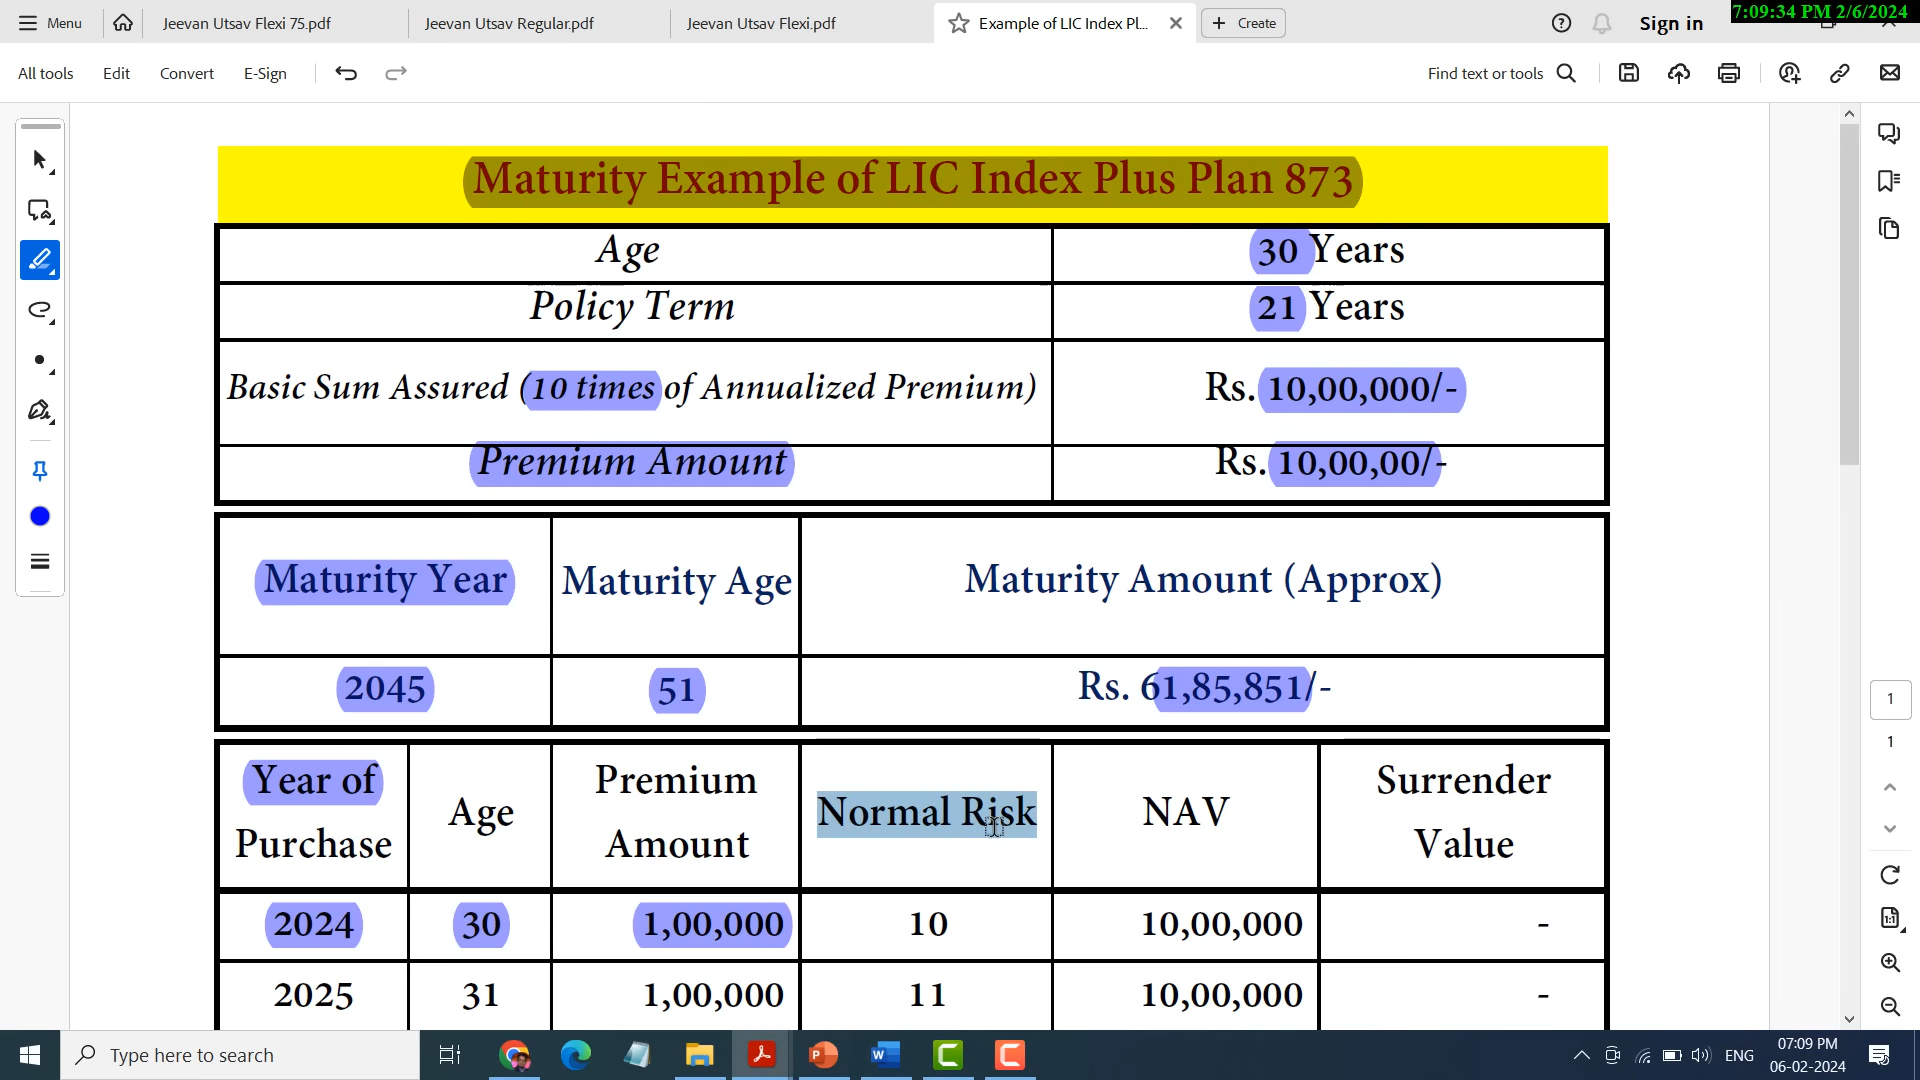 Menu
Jeevan Utsav Flexi 75.pdf
Jeevan Utsav Regular.pdf
Jeevan Utsav Flexi.pdf
Example of LIC Index Pl...
Create
Sign in
7:09:34 PM 2/6/2024
All tools
Edit
Convert
E-Sign
Find text or tools
Maturity Example of LIC Index Plus Plan 873
Age
30 Years
Policy Term
21 Years
Basic Sum Assured (10 times of Annualized Premium)
Rs. 10,00,000/-
Premium Amount
Rs. 10,00,00/-
Maturity Year
Maturity Age
Maturity Amount (Approx)
2045
51
Rs. 61,85,851/-
Year of
Purchase
Age
Premium
Amount
Normal Risk
NAV
Surrender
Value
2024
30
1,00,000
10
10,00,000
-
2025
31
1,00,000
11
10,00,000
-
1
1
Type here to search
ENG
07:09 PM
06-02-2024